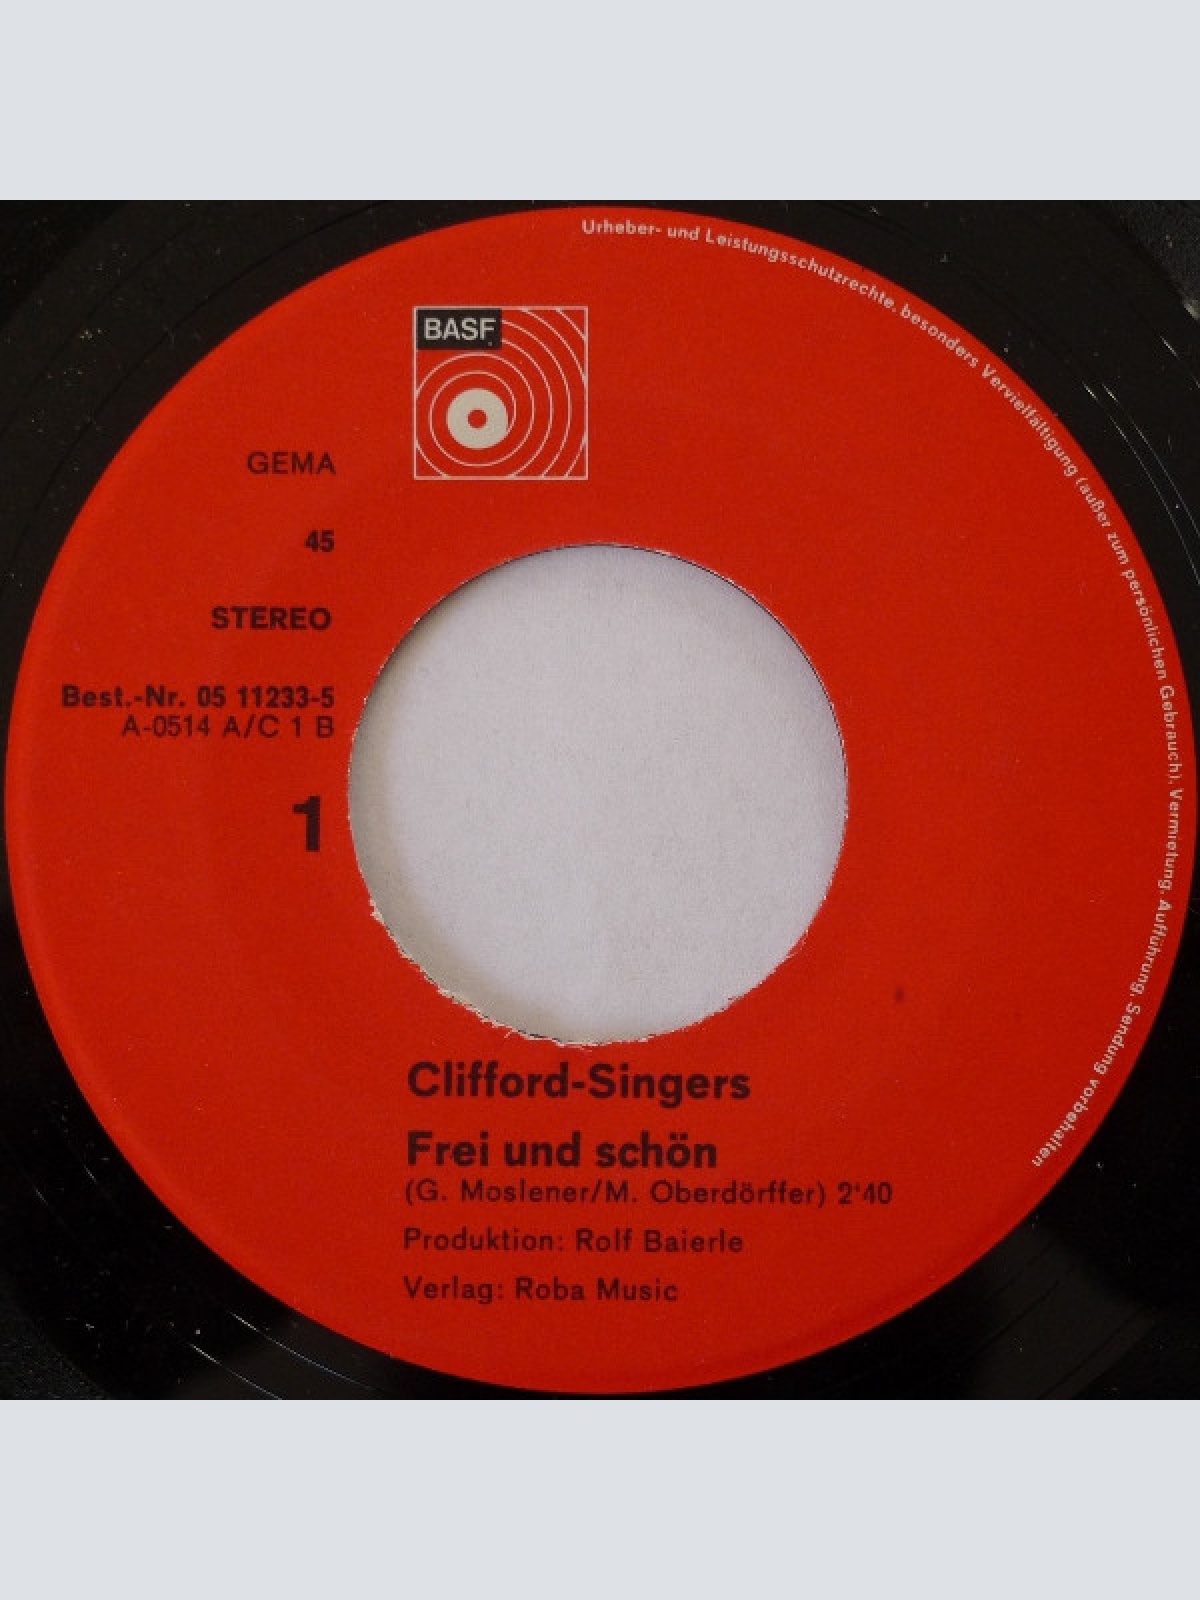 Urheber- und Leistungsschutzrechte, besonders Vervielfältigung (außer zum persönlichen Gebrauch), Vermietung, Aufführung, Sendung vorbehalten
BASF
GEMA
45
STEREO
Best.-Nr. 05 11233-5
A-0514 A/C 1 B
1
Clifford-Singers
Frei und schön
(G. Moslener/M. Oberdörffer) 2'40
Produktion: Rolf Baierle
Verlag: Roba Music